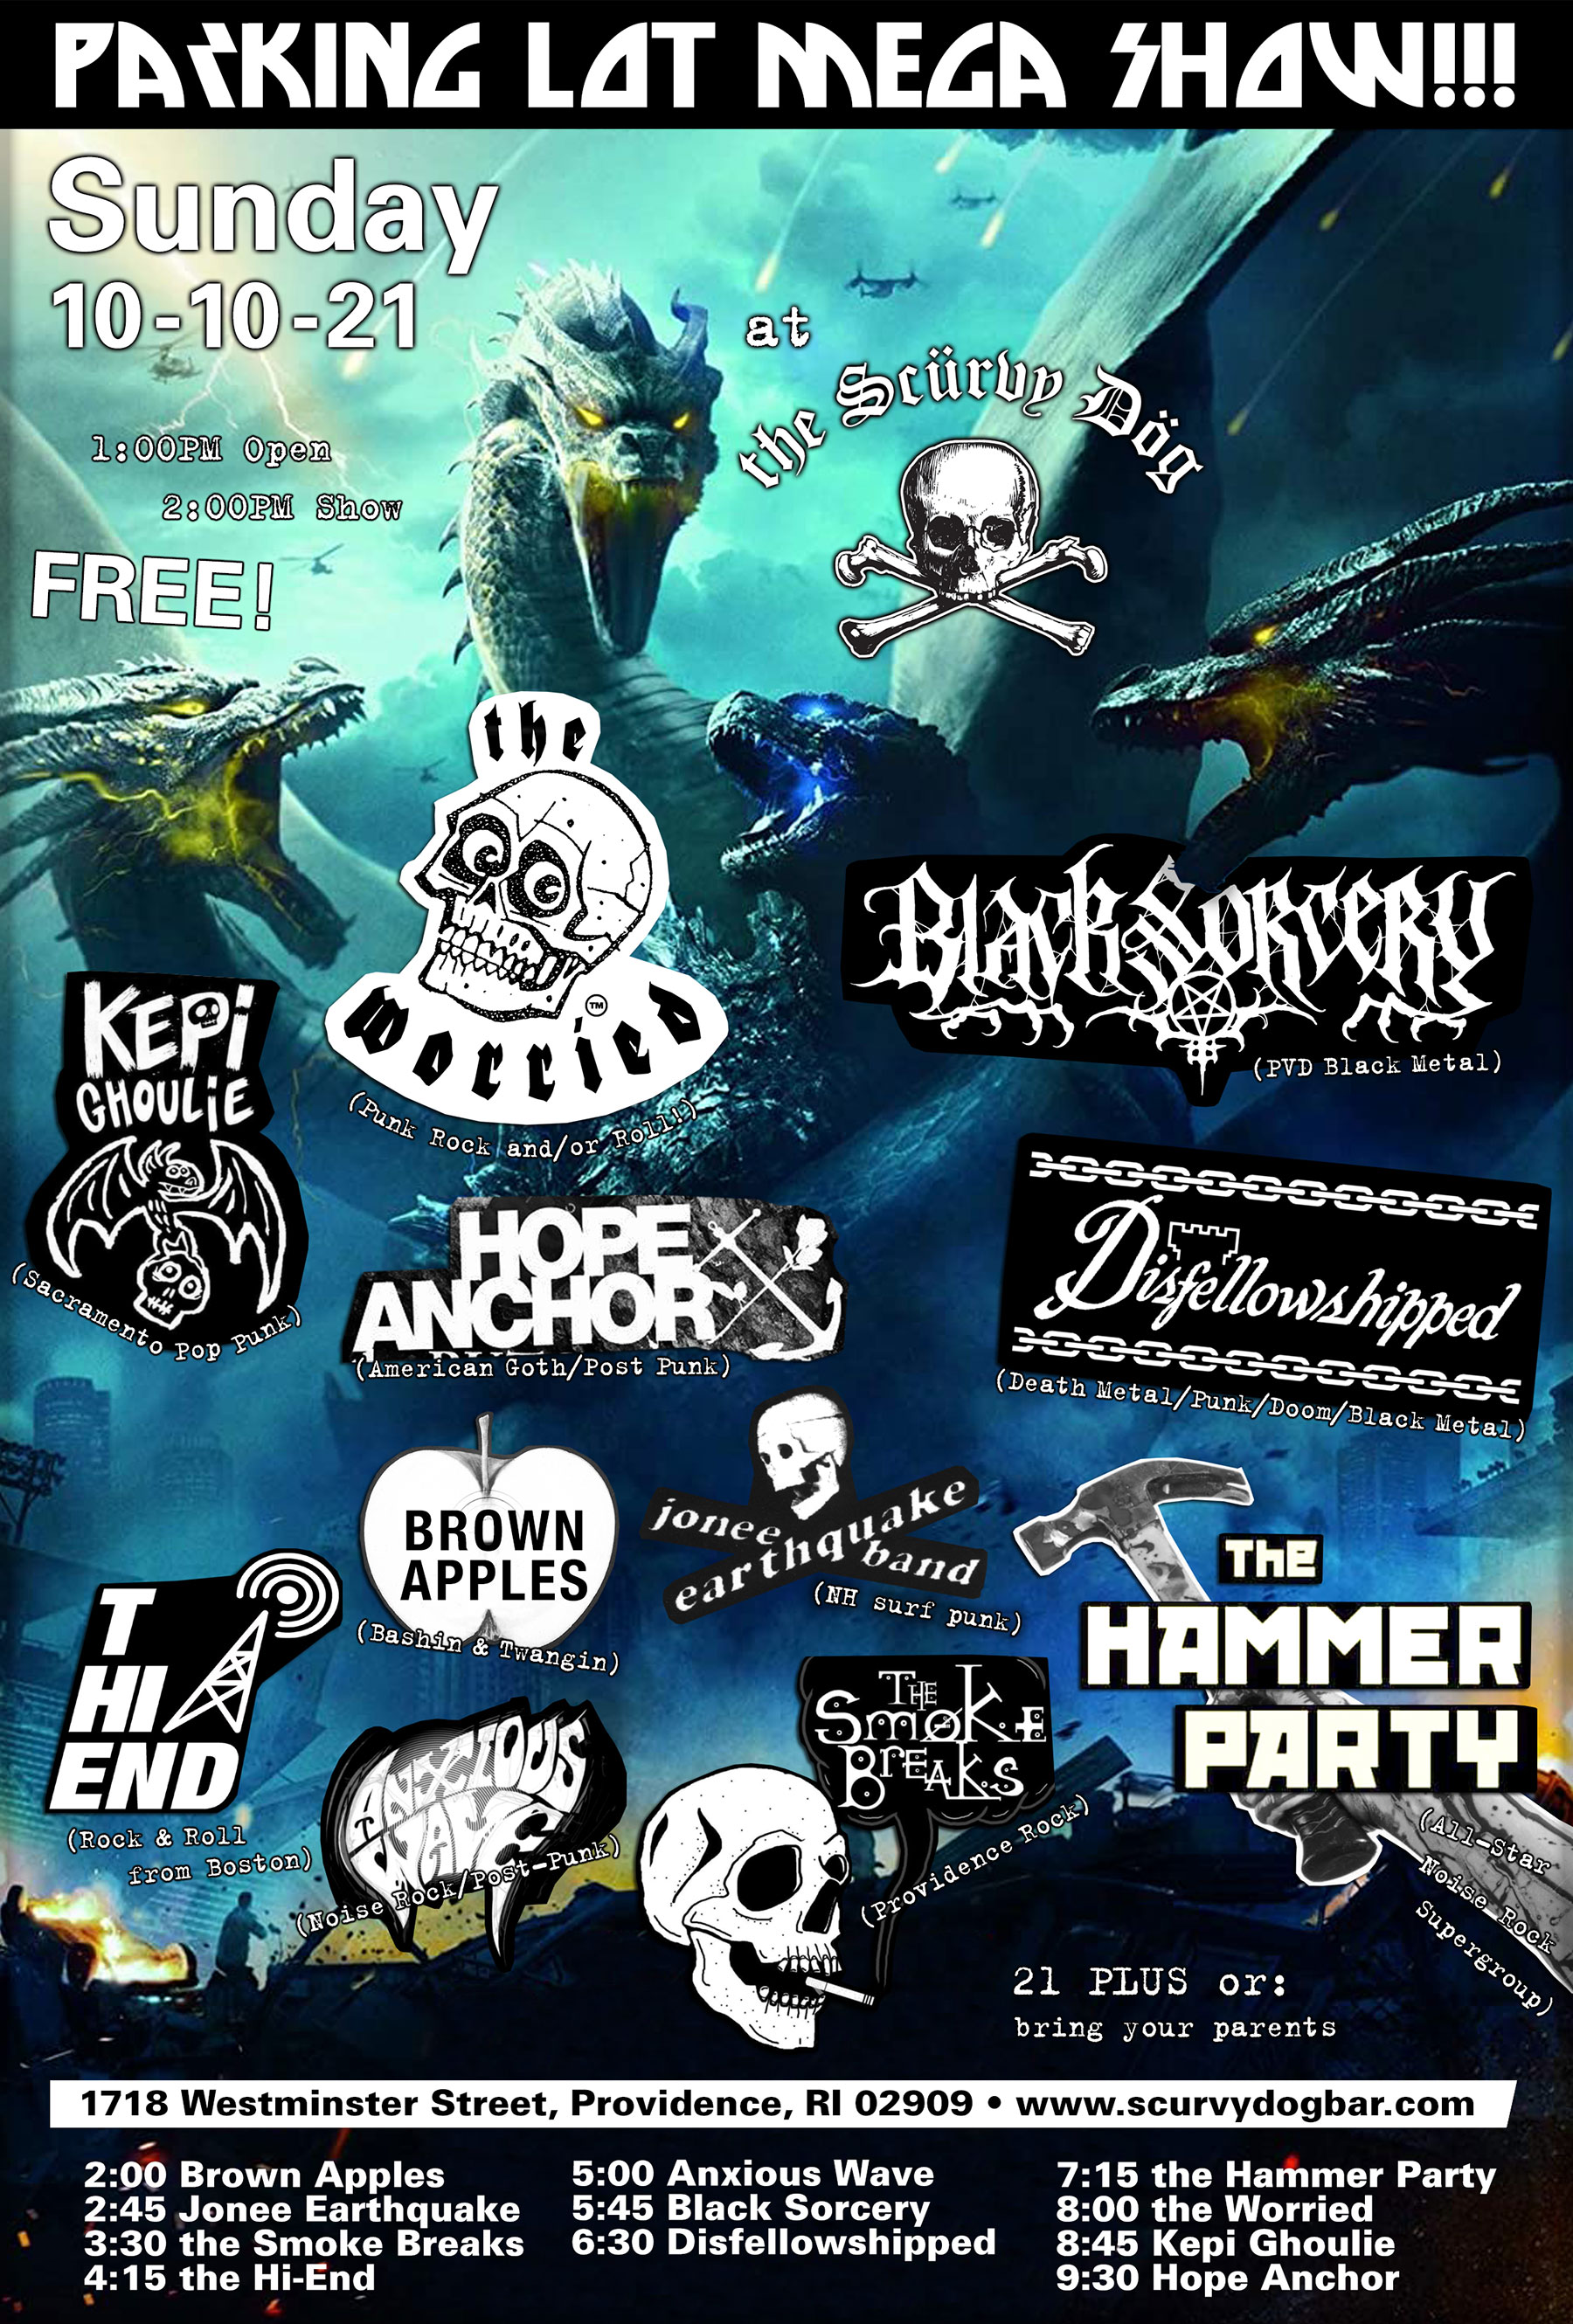 PARKING LOT MEGA SHOW!!!
Sunday
10-10-21
at
the Scürvy Dög
1:00PM Open
2:00PM Show
FREE!
the
worried
TM
(Punk Rock and/or Roll!)
Black Sorcery
(PVD Black Metal)
KEPi
GHOULiE
(Sacramento Pop Punk)
HOPE
ANCHOR
(American Goth/Post Punk)
Disfellowshipped
(Death Metal/Punk/Doom/Black Metal)
BROWN
APPLES
(Bashin & Twangin)
jonee
earthquake
band
(NH surf punk)
The
HAMMER
PARTY
(All-Star
Noise Rock
Supergroup)
T
HI
END
(Rock & Roll
from Boston)
ANXIOUS
WAVE
(Noise Rock/Post-Punk)
THE
SMOKE
BREAKS
(Providence Rock)
21 PLUS or:
bring your parents
1718 Westminster Street, Providence, RI 02909 • www.scurvydogbar.com
2:00 Brown Apples
2:45 Jonee Earthquake
3:30 the Smoke Breaks
4:15 the Hi-End
5:00 Anxious Wave
5:45 Black Sorcery
6:30 Disfellowshipped
7:15 the Hammer Party
8:00 the Worried
8:45 Kepi Ghoulie
9:30 Hope Anchor